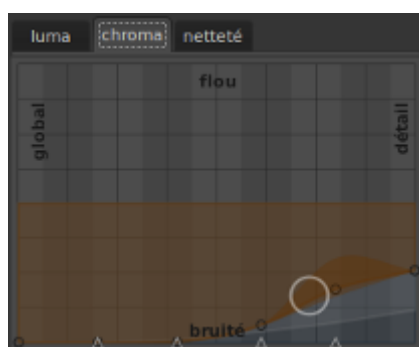 luma chroma netteté
flou
global
détail
bruité